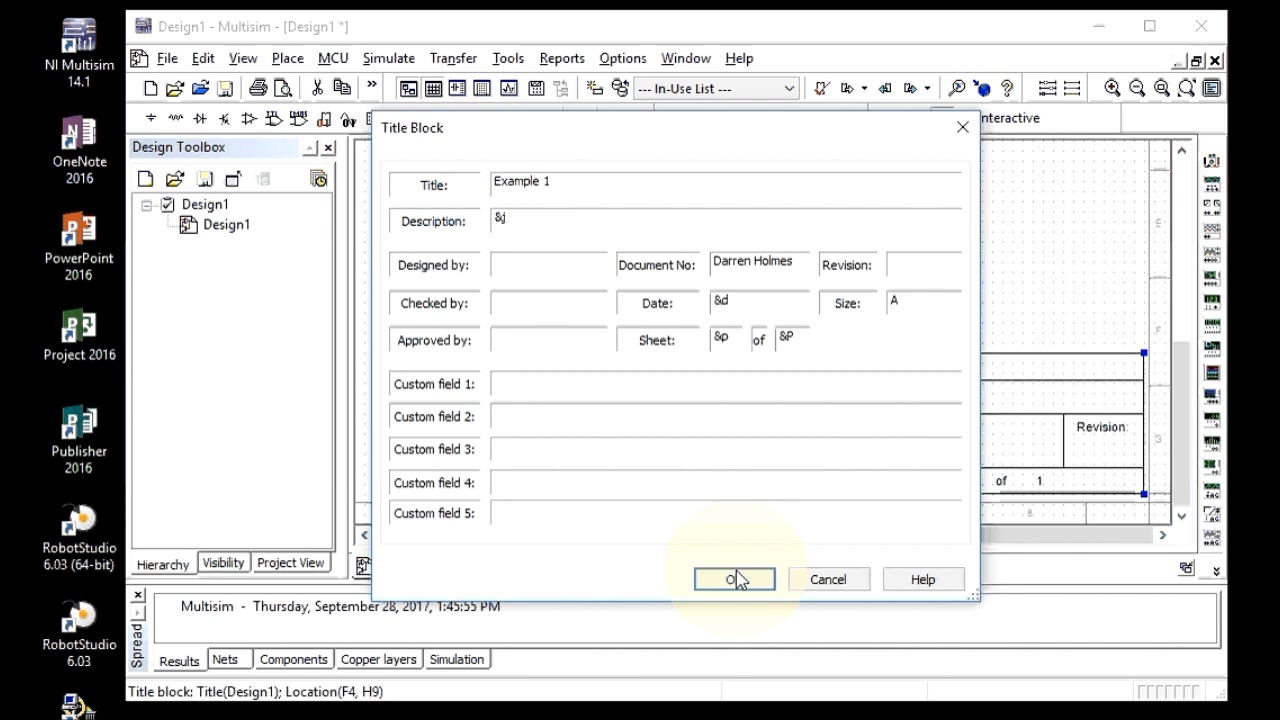 Design1 - Multisim - [Design1 *]
File Edit View Place MCU Simulate Transfer Tools Reports Options Window Help
--- In-Use List ---
Interactive
NI Multisim
14.1
OneNote
2016
PowerPoint
2016
Project 2016
Publisher
2016
RobotStudio
6.03 (64-bit)
RobotStudio
6.03
Design Toolbox
Design1
Design1
Hierarchy Visibility Project View
Title Block
Title: Example 1
Description: &j
Designed by: Document No: Darren Holmes Revision:
Checked by: Date: &d Size: A
Approved by: Sheet: &p of &P
Custom field 1:
Custom field 2:
Custom field 3:
Custom field 4:
Custom field 5:
Cancel Help
Revision:
of 1
E
F
G
8
Multisim - Thursday, September 28, 2017, 1:45:55 PM
Spread
Results Nets Components Copper layers Simulation
Title block: Title(Design1); Location(F4, H9)